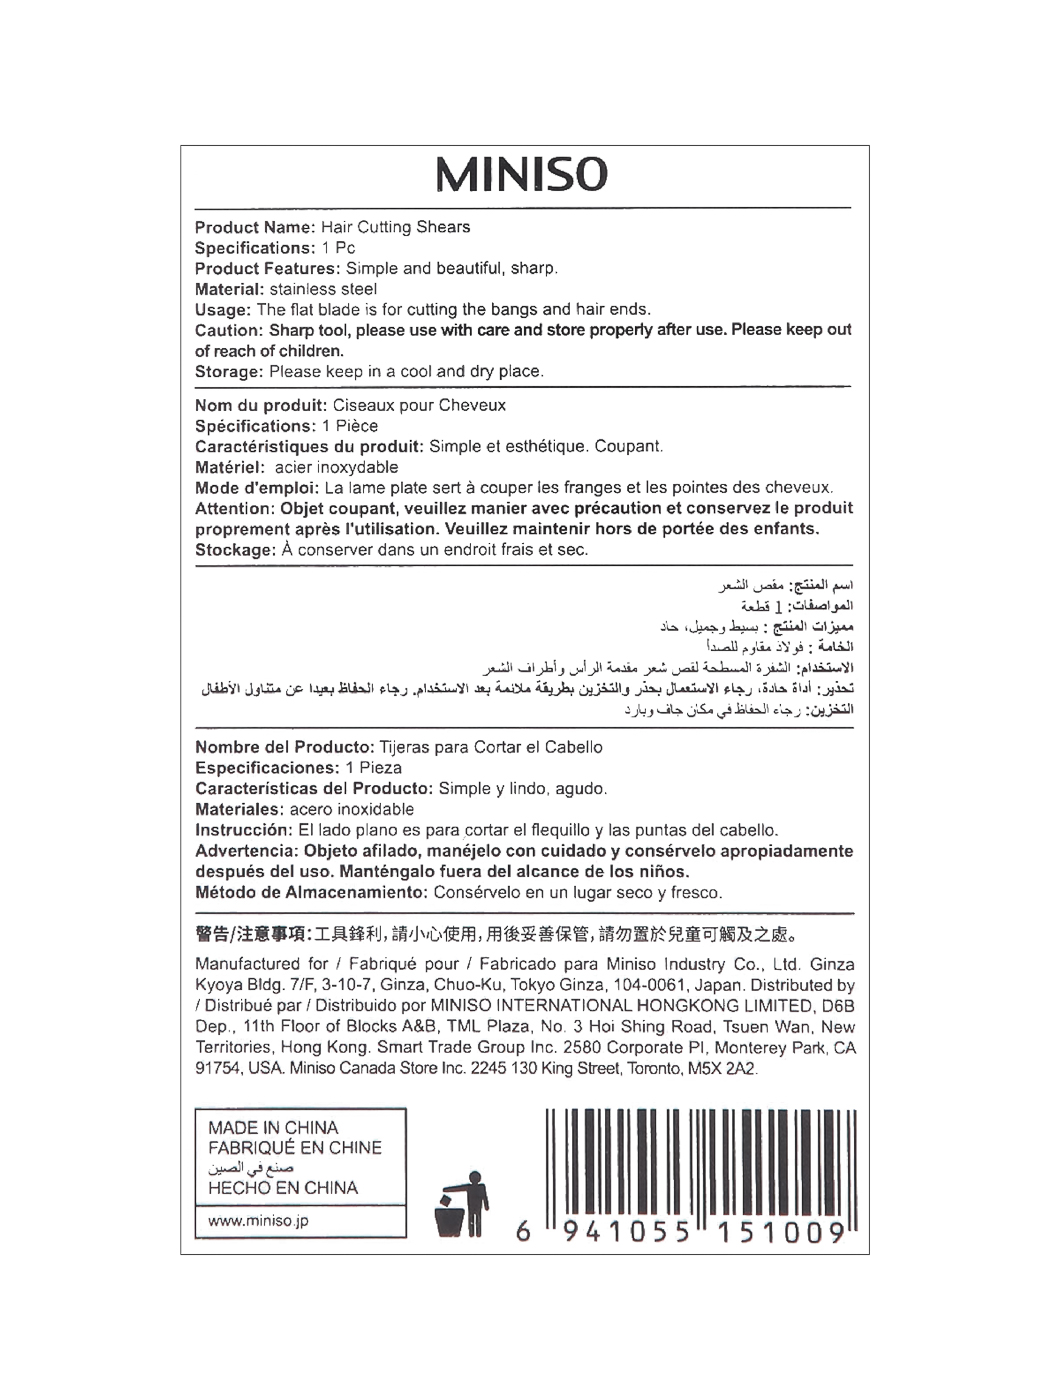 MINISO
Product Name: Hair Cutting Shears
Specifications: 1 Pc
Product Features: Simple and beautiful, sharp.
Material: stainless steel
Usage: The flat blade is for cutting the bangs and hair ends.
Caution: Sharp tool, please use with care and store properly after use. Please keep out
of reach of children.
Storage: Please keep in a cool and dry place.
Nom du produit: Ciseaux pour Cheveux
Spécifications: 1 Pièce
Caractéristiques du produit: Simple et esthétique. Coupant.
Matériel: acier inoxydable
Mode d'emploi: La lame plate sert à couper les franges et les pointes des cheveux.
Attention: Objet coupant, veuillez manier avec précaution et conservez le produit
proprement après l'utilisation. Veuillez maintenir hors de portée des enfants.
Stockage: À conserver dans un endroit frais et sec.
اسم المنتج: مقص الشعر
المواصفات: 1 قطعة
مميزات المنتج : بسيط وجميل، حاد
الخامة : فولاذ مقاوم للصدأ
الاستخدام: الشفرة المسطحة لقص شعر مقدمة الرأس وأطراف الشعر
تحذير: أداة حادة، رجاء الاستعمال بحذر والتخزين بطريقة ملائمة بعد الاستخدام. رجاء الحفاظ بعيدا عن متناول الأطفال
التخزين: رجاء الحفاظ في مكان جاف وبارد
Nombre del Producto: Tijeras para Cortar el Cabello
Especificaciones: 1 Pieza
Características del Producto: Simple y lindo, agudo.
Materiales: acero inoxidable
Instrucción: El lado plano es para cortar el flequillo y las puntas del cabello.
Advertencia: Objeto afilado, manéjelo con cuidado y consérvelo apropiadamente
después del uso. Manténgalo fuera del alcance de los niños.
Método de Almacenamiento: Consérvelo en un lugar seco y fresco.
警告/注意事項:工具鋒利,請小心使用,用後妥善保管,請勿置於兒童可觸及之處。
Manufactured for / Fabriqué pour / Fabricado para Miniso Industry Co., Ltd. Ginza
Kyoya Bldg. 7/F, 3-10-7, Ginza, Chuo-Ku, Tokyo Ginza, 104-0061, Japan. Distributed by
/ Distribué par / Distribuido por MINISO INTERNATIONAL HONGKONG LIMITED, D6B
Dep., 11th Floor of Blocks A&B, TML Plaza, No. 3 Hoi Shing Road, Tsuen Wan, New
Territories, Hong Kong. Smart Trade Group Inc. 2580 Corporate Pl, Monterey Park, CA
91754, USA. Miniso Canada Store Inc. 2245 130 King Street, Toronto, M5X 2A2.
MADE IN CHINA
FABRIQUÉ EN CHINE
صنع في الصين
HECHO EN CHINA
www.miniso.jp
6 941055 151009